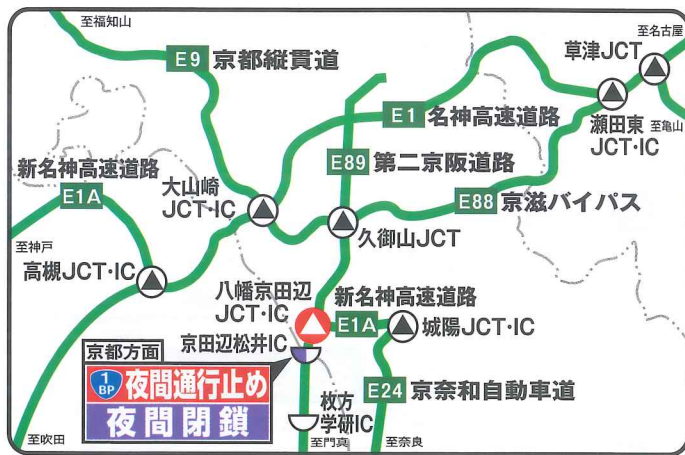 至福知山
至名古屋
E9 京都縦貫道
草津JCT
E1 名神高速道路
瀬田東
JCT・IC
至亀山
新名神高速道路
E1A
大山崎
JCT・IC
E89 第二京阪道路
E88 京滋バイパス
久御山JCT
至神戸
高槻JCT・IC
八幡京田辺
JCT・IC
新名神高速道路
E1A
城陽
JCT・IC
京田辺松井IC
京都方面
1
BP
夜間通行止め
夜間閉鎖
E24 京奈和自動車道
枚方
学研IC
至吹田
至門真
至奈良